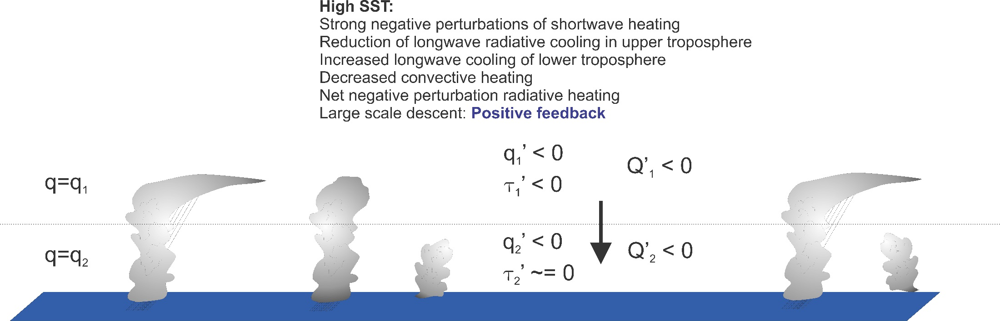 High SST:
Strong negative perturbations of shortwave heating
Reduction of longwave radiative cooling in upper troposphere
Increased longwave cooling of lower troposphere
Decreased convective heating
Net negative perturbation radiative heating
Large scale descent: Positive feedback
q₁’ < 0
Q’₁ < 0
q=q₁
τ₁’ < 0
q₂’ < 0
Q’₂ < 0
q=q₂
τ₂’ ~= 0